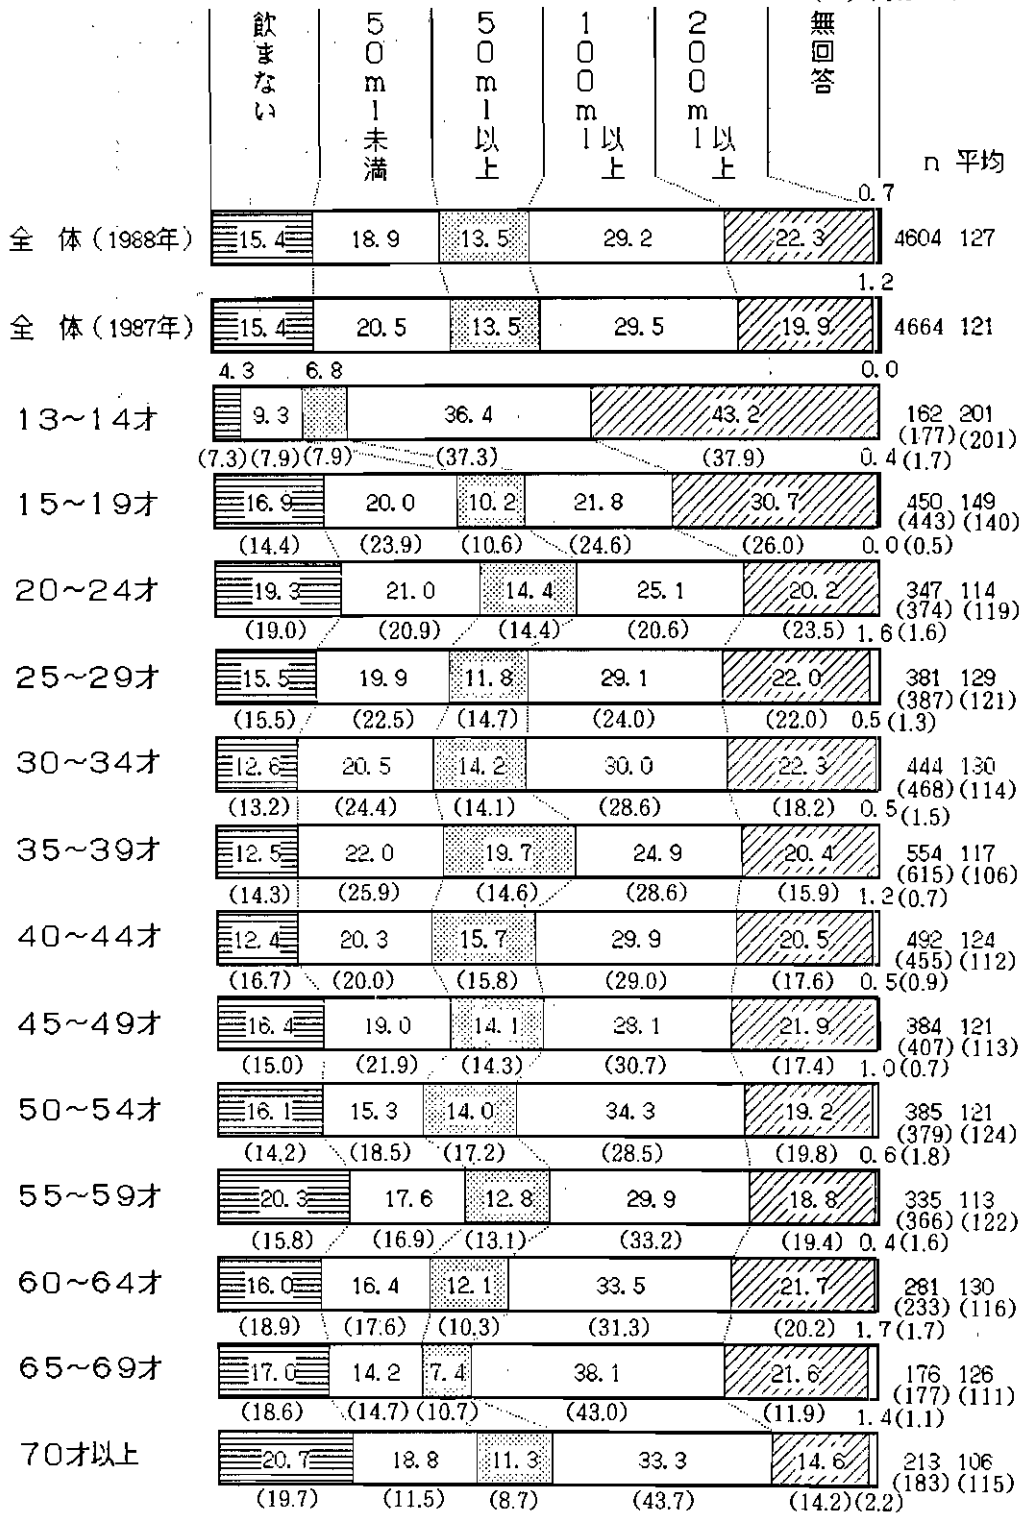 飲まない
50ml未満
50ml以上
100ml以上
200ml以上
無回答
n 平均
0.7
全 体（1988年） 15.4 18.9 13.5 29.2 22.3 4604 127
1.2
全 体（1987年） 15.4 20.5 13.5 29.5 19.9 4664 121
4.3 6.8 0.0
13～14才 9.3 36.4 43.2 162 201
(177)(201)
(7.3)(7.9)(7.9) (37.3) (37.9) 0.4(1.7)
15～19才 16.9 20.0 10.2 21.8 30.7 450 149
(443)(140)
(14.4) (23.9) (10.6) (24.6) (26.0) 0.0(0.5)
20～24才 19.3 21.0 14.4 25.1 20.2 347 114
(374)(119)
(19.0) (20.9) (14.4) (20.6) (23.5) 1.6(1.6)
25～29才 15.5 19.9 11.8 29.1 22.0 381 129
(387)(121)
(15.5) (22.5) (14.7) (24.0) (22.0) 0.5(1.3)
30～34才 12.6 20.5 14.2 30.0 22.3 444 130
(468)(114)
(13.2) (24.4) (14.1) (28.6) (18.2) 0.5(1.5)
35～39才 12.5 22.0 19.7 24.9 20.4 554 117
(615)(106)
(14.3) (25.9) (14.6) (28.6) (15.9) 1.2(0.7)
40～44才 12.4 20.3 15.7 29.9 20.5 492 124
(455)(112)
(16.7) (20.0) (15.8) (29.0) (17.6) 0.5(0.9)
45～49才 16.4 19.0 14.1 28.1 21.9 384 121
(407)(113)
(15.0) (21.9) (14.3) (30.7) (17.4) 1.0(0.7)
50～54才 16.1 15.3 14.0 34.3 19.2 385 121
(379)(124)
(14.2) (18.5) (17.2) (28.5) (19.8) 0.6(1.8)
55～59才 20.3 17.6 12.8 29.9 18.8 335 113
(366)(122)
(15.8) (16.9) (13.1) (33.2) (19.4) 0.4(1.6)
60～64才 16.0 16.4 12.1 33.5 21.7 281 130
(233)(116)
(18.9) (17.6) (10.3) (31.3) (20.2) 1.7(1.7)
65～69才 17.0 14.2 7.4 38.1 21.6 176 126
(177)(111)
(18.6) (14.7)(10.7) (43.0) (11.9) 1.4(1.1)
70才以上 20.7 18.8 11.3 33.3 14.6 213 106
(183)(115)
(19.7) (11.5) (8.7) (43.7) (14.2)(2.2)